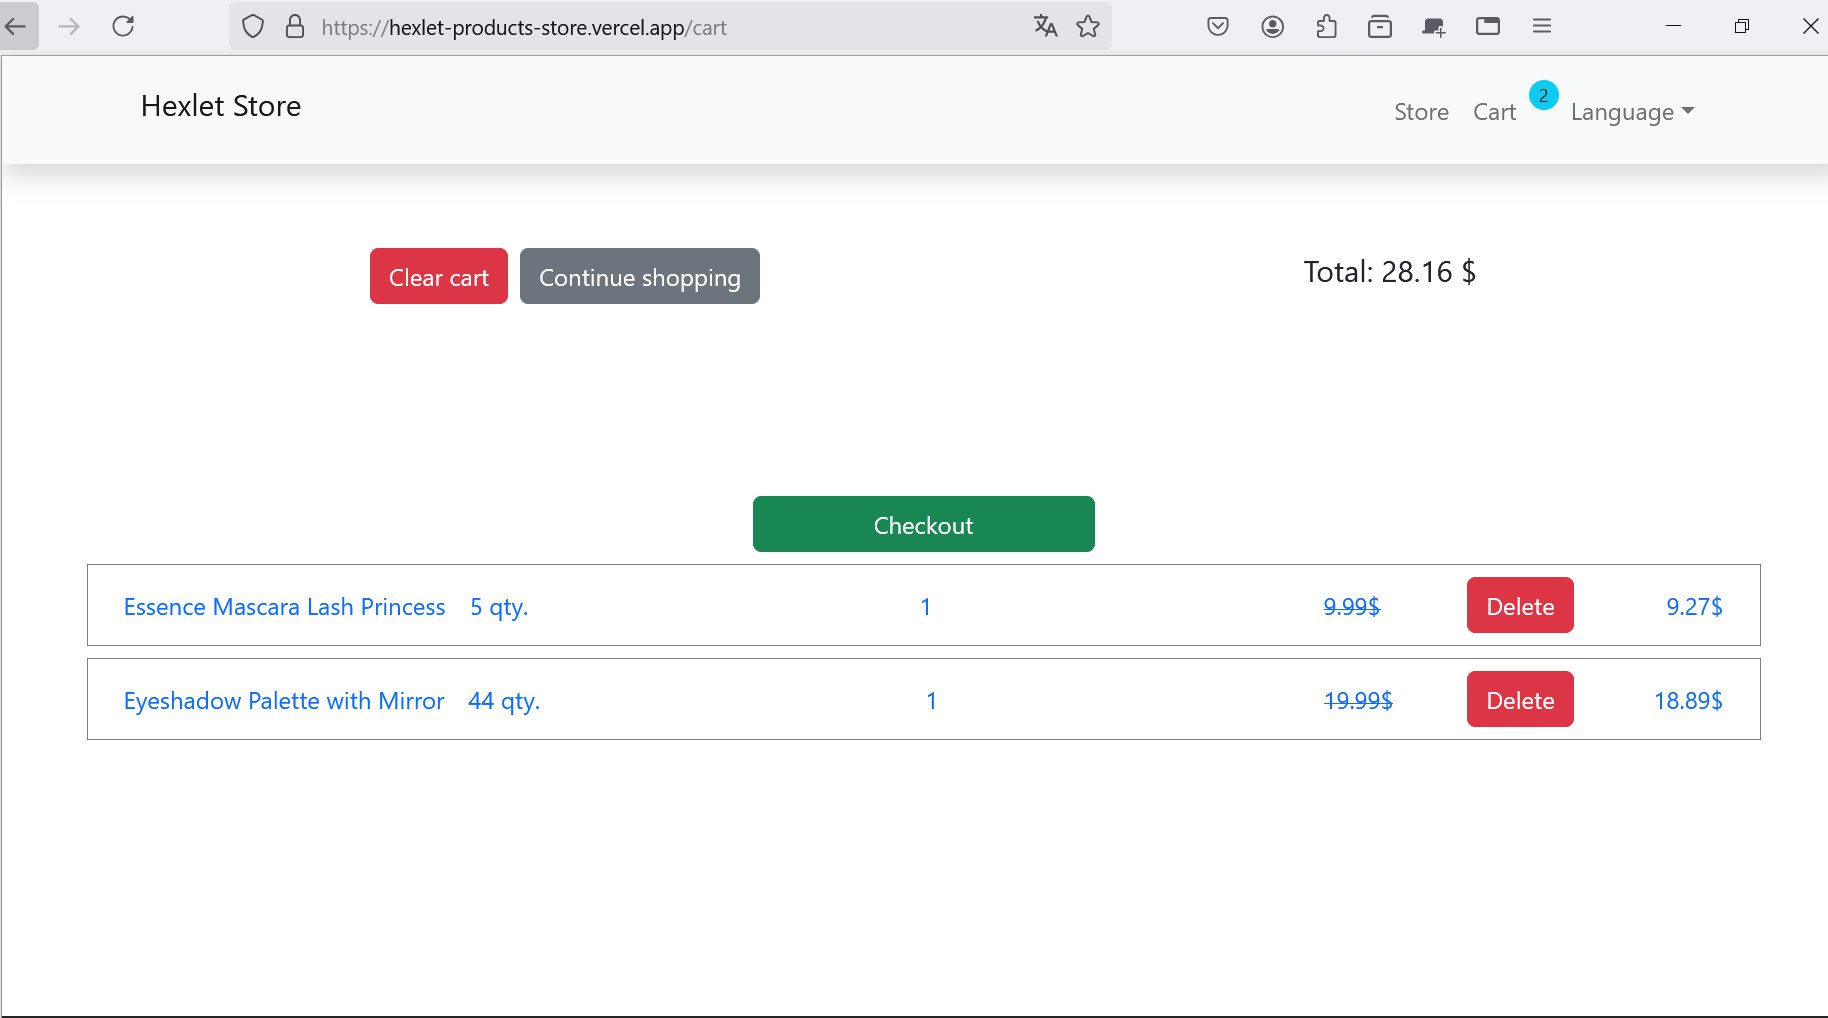 https://hexlet-products-store.vercel.app/cart
Hexlet Store
Store Cart 2 Language
Clear cart Continue shopping Total: 28.16 $
Checkout
Essence Mascara Lash Princess 5 qty. 1 9.99$ Delete 9.27$
Eyeshadow Palette with Mirror 44 qty. 1 19.99$ Delete 18.89$